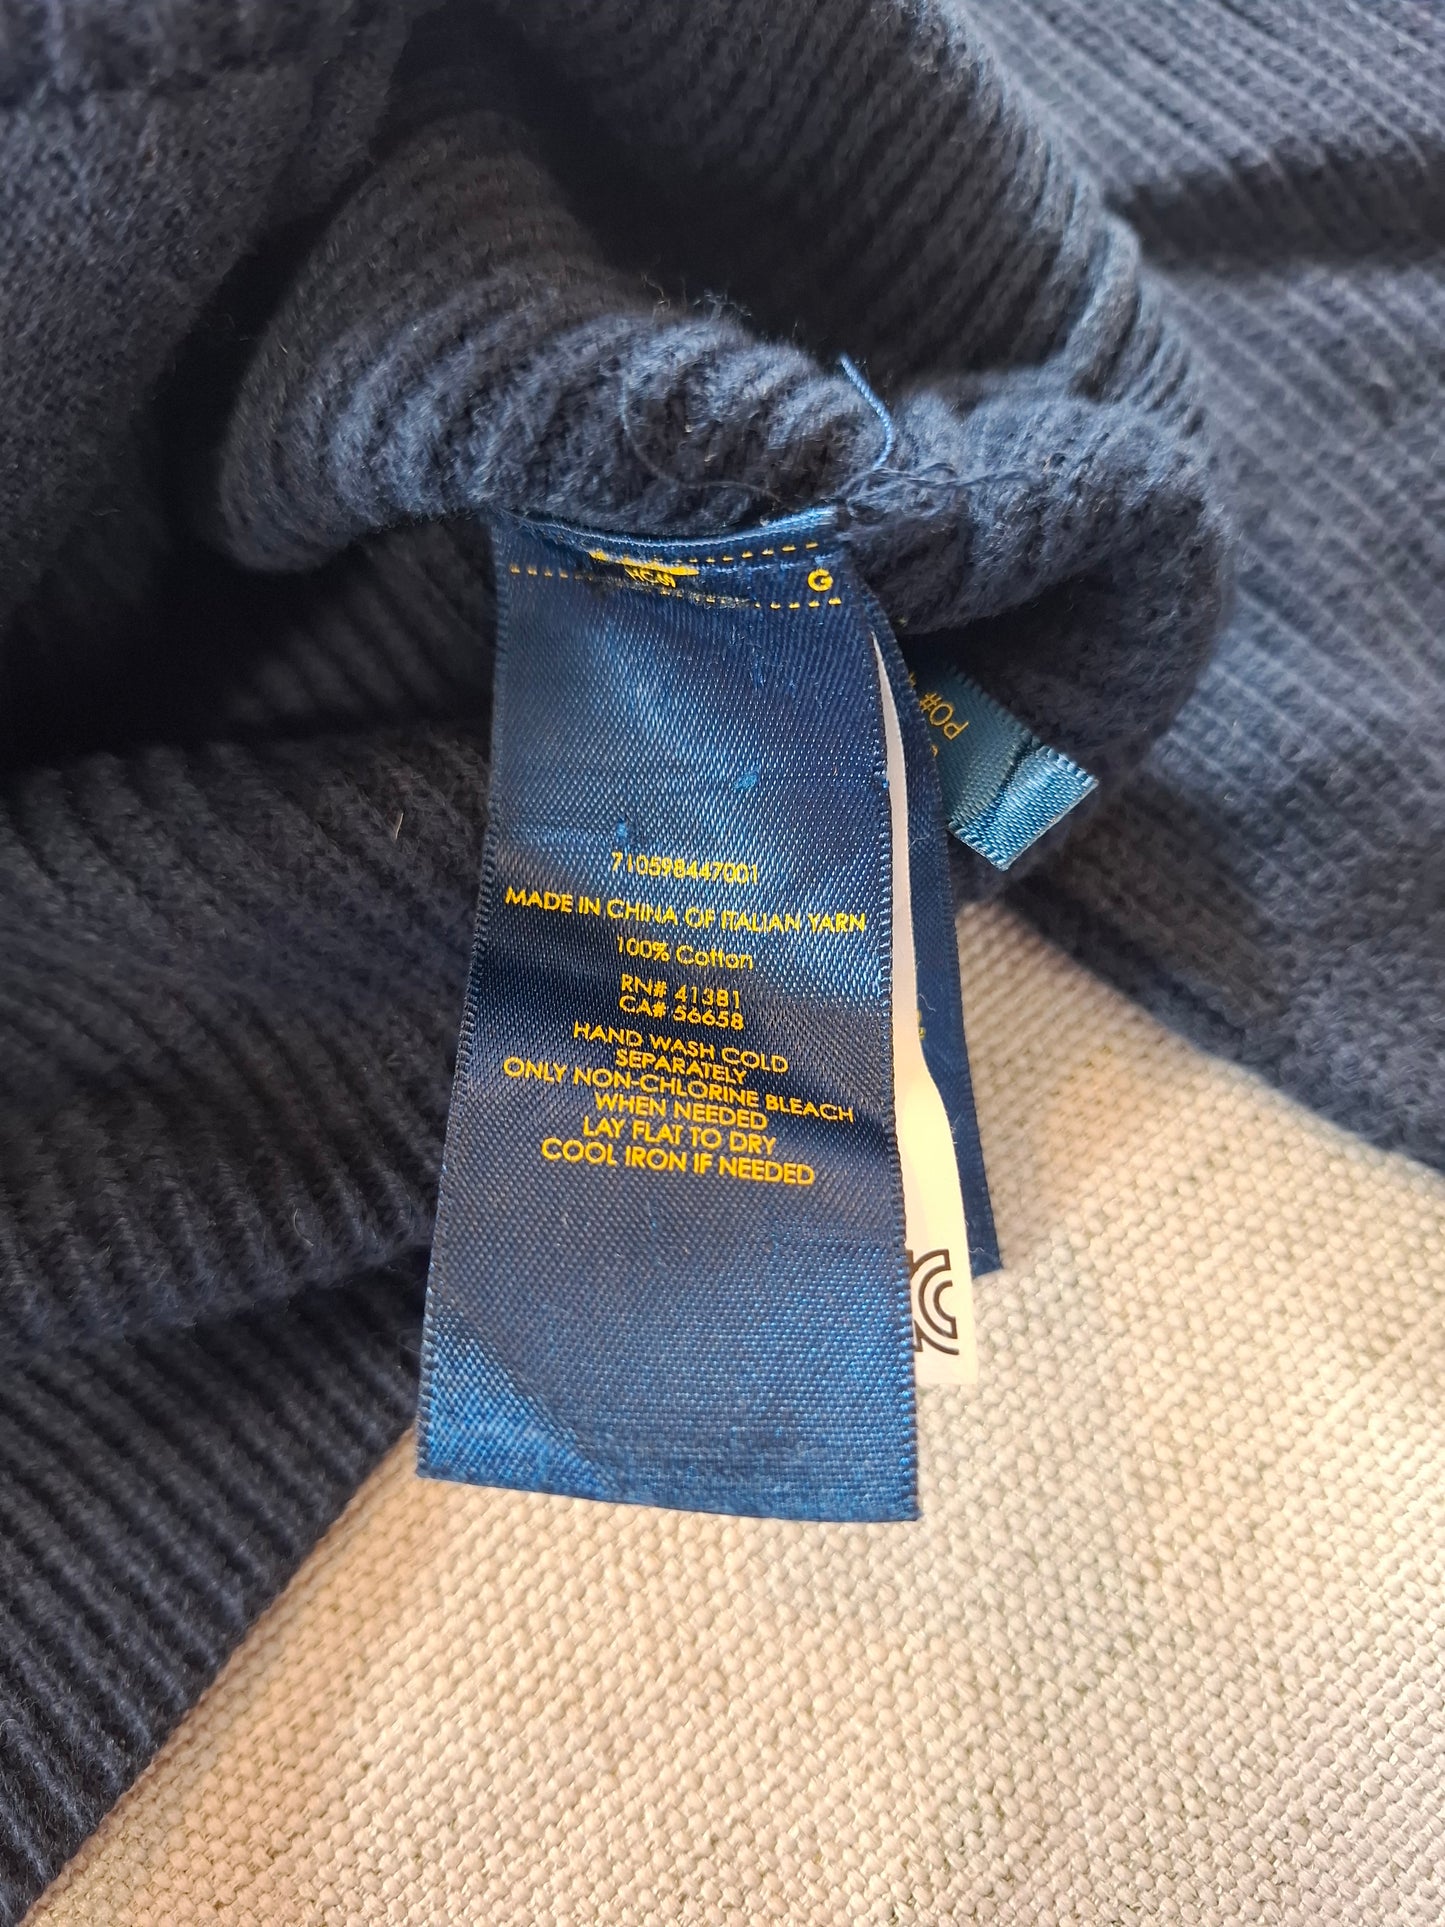 HCM G
710598447001
MADE IN CHINA OF ITALIAN YARN
100% Cotton
RN# 41381
CA# 56658
HAND WASH COLD
SEPARATELY
ONLY NON-CHLORINE BLEACH
WHEN NEEDED
LAY FLAT TO DRY
COOL IRON IF NEEDED
PO#